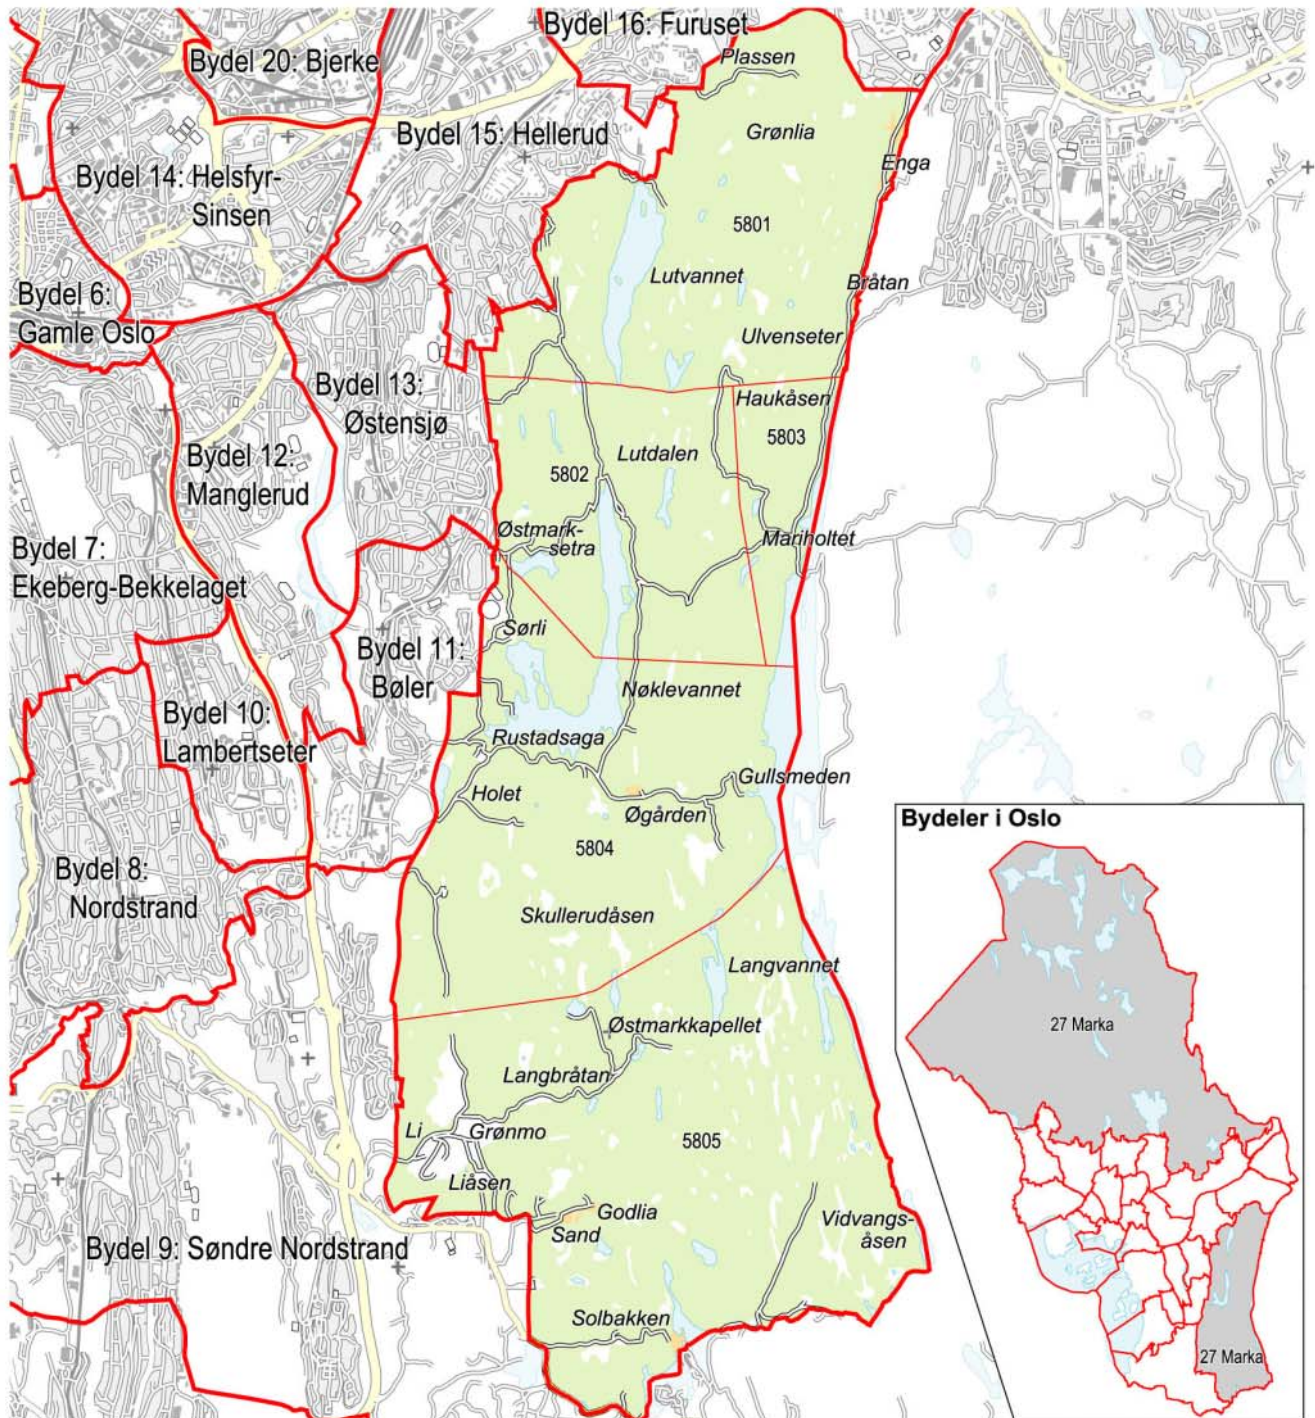 Bydel 16: Furuset
Plassen
Bydel 20: Bjerke
Bydel 15: Hellerud
Grønlia
Enga
Bydel 14: Helsfyr-
Sinsen
5801
Lutvannet
Bråtan
Bydel 6:
Gamle Oslo
Ulvenseter
Bydel 13:
Østensjø
Haukåsen
5803
Bydel 12:
Manglerud
Lutdalen
5802
Østmark-
setra
Mariholtet
Bydel 7:
Ekeberg-Bekkelaget
Sørli
Bydel 11:
Bøler
Nøklevannet
Bydel 10:
Lambertseter
Rustadsaga
Gullsmeden
Holet
Øgården
5804
Bydel 8:
Nordstrand
Skullerudåsen
Langvannet
Østmarkkapellet
Langbråtan
Li
Grønmo
5805
Liåsen
Godlia
Sand
Vidvangs-
åsen
Bydel 9: Søndre Nordstrand
Solbakken
Bydeler i Oslo
27 Marka
27 Marka